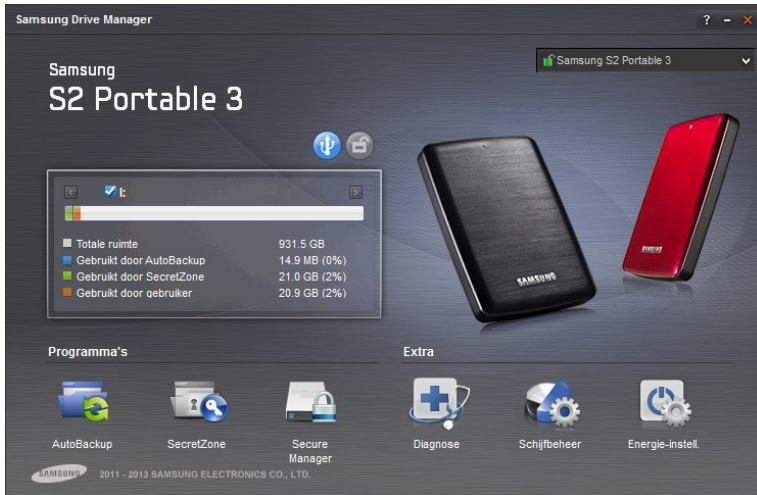 Samsung Drive Manager
? -  ×
Samsung S2 Portable 3
Samsung
S2 Portable 3
I:
Totale ruimte 931.5 GB
Gebruikt door AutoBackup 14.9 MB (0%)
Gebruikt door SecretZone 21.0 GB (2%)
Gebruikt door gebruiker 20.9 GB (2%)
SAMSUNG
SAMSUNG
Programma's
Extra
AutoBackup
SecretZone
Secure
Manager
Diagnose
Schijfbeheer
Energie-instell.
SAMSUNG 2011 - 2013 SAMSUNG ELECTRONICS CO., LTD.